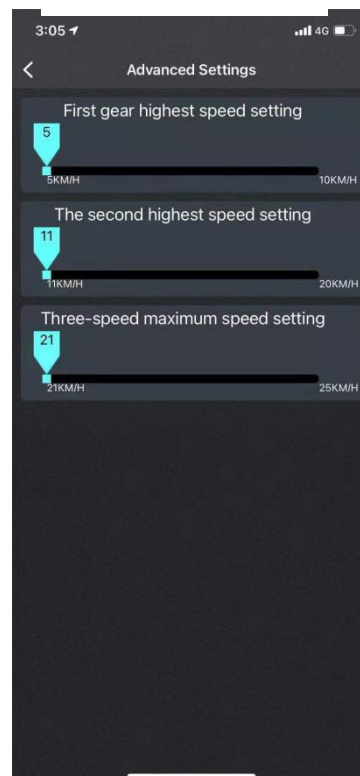 3:05
4G
Advanced Settings
First gear highest speed setting
5
5KM/H
10KM/H
The second highest speed setting
11
11KM/H
20KM/H
Three-speed maximum speed setting
21
21KM/H
25KM/H